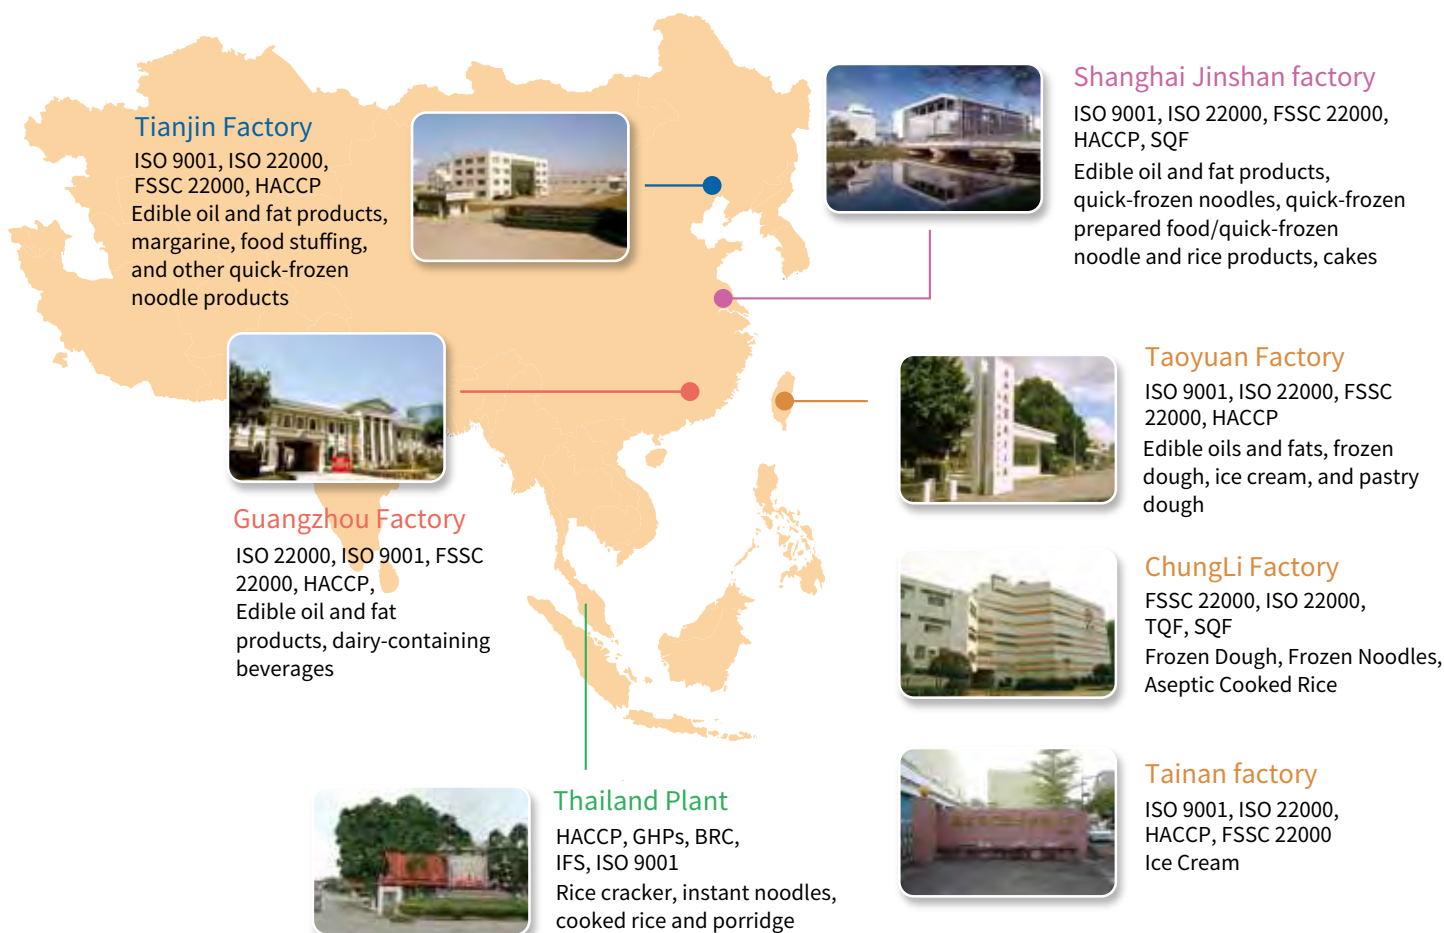 Tianjin Factory
ISO 9001, ISO 22000,
FSSC 22000, HACCP
Edible oil and fat products,
margarine, food stuffing,
and other quick-frozen
noodle products
Shanghai Jinshan factory
ISO 9001, ISO 22000, FSSC 22000,
HACCP, SQF
Edible oil and fat products,
quick-frozen noodles, quick-frozen
prepared food/quick-frozen
noodle and rice products, cakes
Guangzhou Factory
ISO 22000, ISO 9001, FSSC
22000, HACCP,
Edible oil and fat
products, dairy-containing
beverages
Taoyuan Factory
ISO 9001, ISO 22000, FSSC
22000, HACCP
Edible oils and fats, frozen
dough, ice cream, and pastry
dough
ChungLi Factory
FSSC 22000, ISO 22000,
TQF, SQF
Frozen Dough, Frozen Noodles,
Aseptic Cooked Rice
Thailand Plant
HACCP, GHPs, BRC,
IFS, ISO 9001
Rice cracker, instant noodles,
cooked rice and porridge
Tainan factory
ISO 9001, ISO 22000,
HACCP, FSSC 22000
Ice Cream